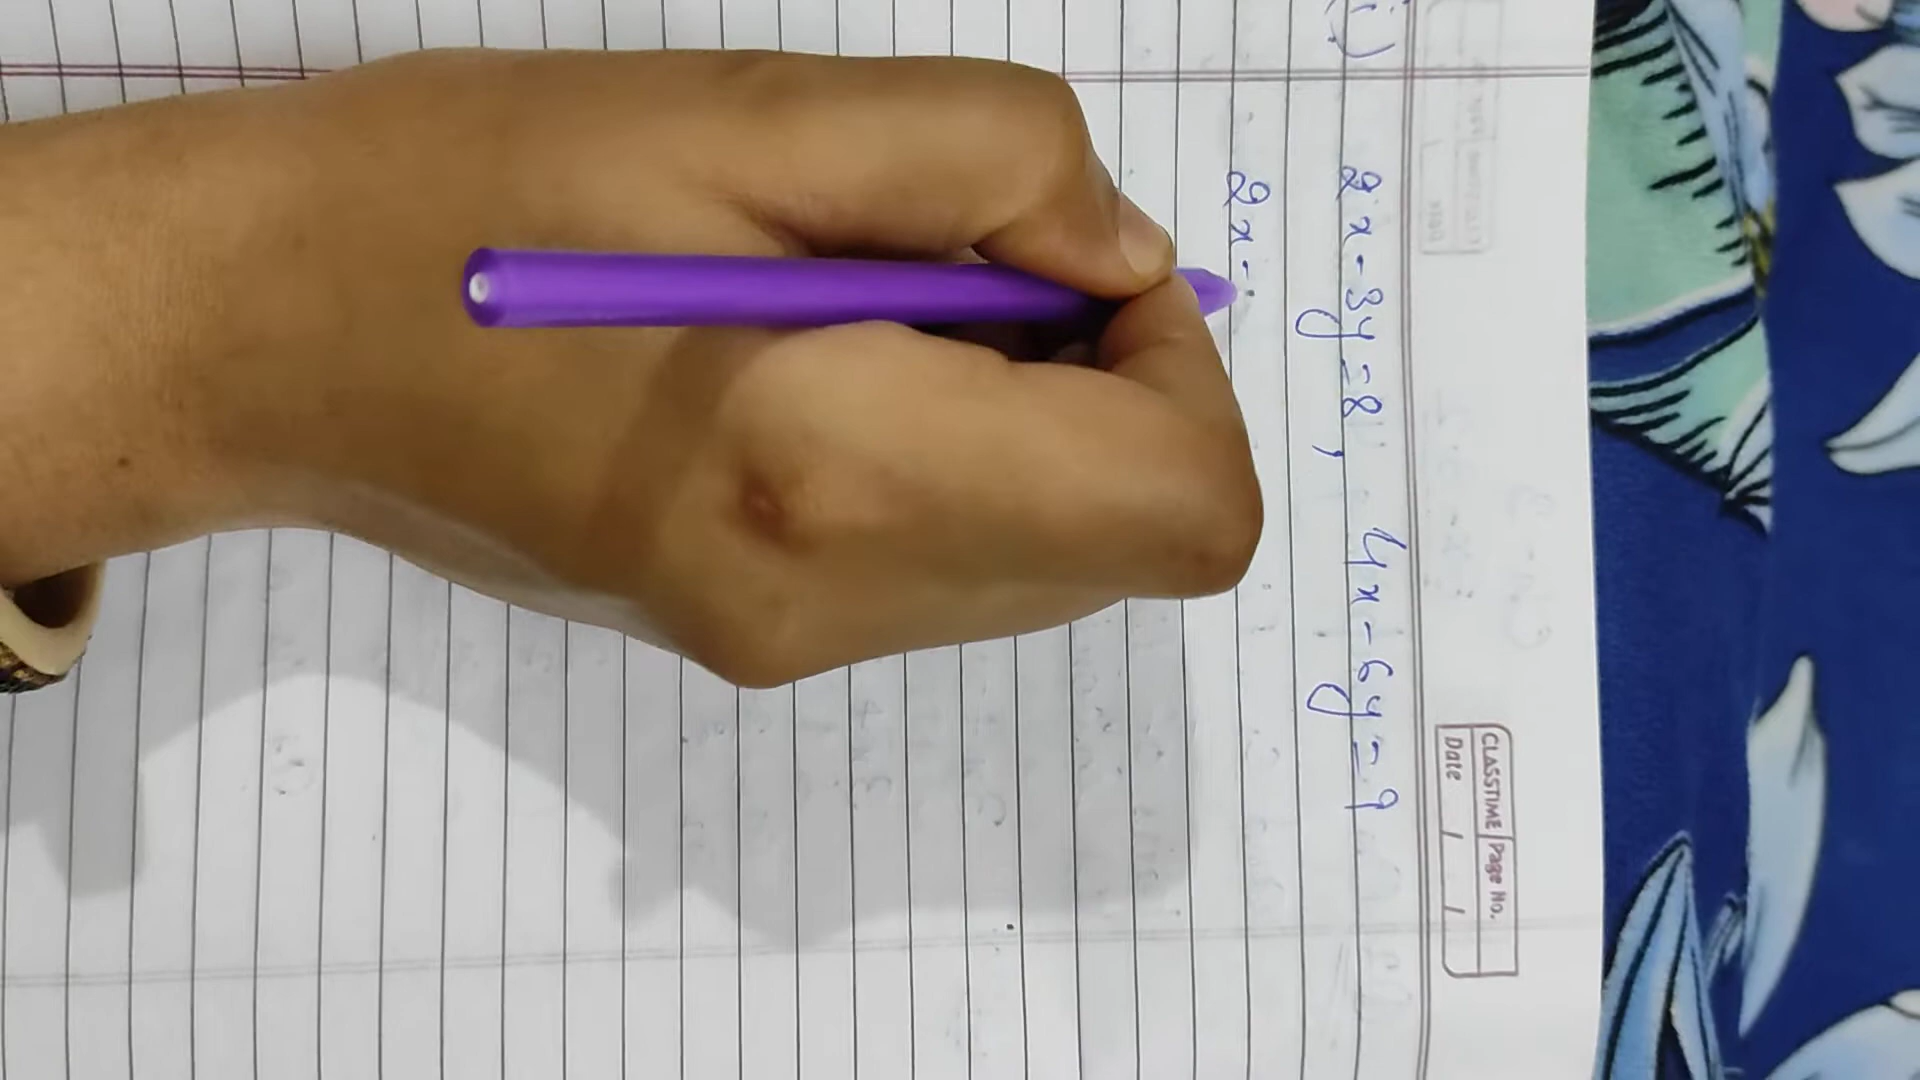 CLASSTIME Page No.
Date / /
i) 2x - 3y = 8, 4x - 6y = 9
2x -